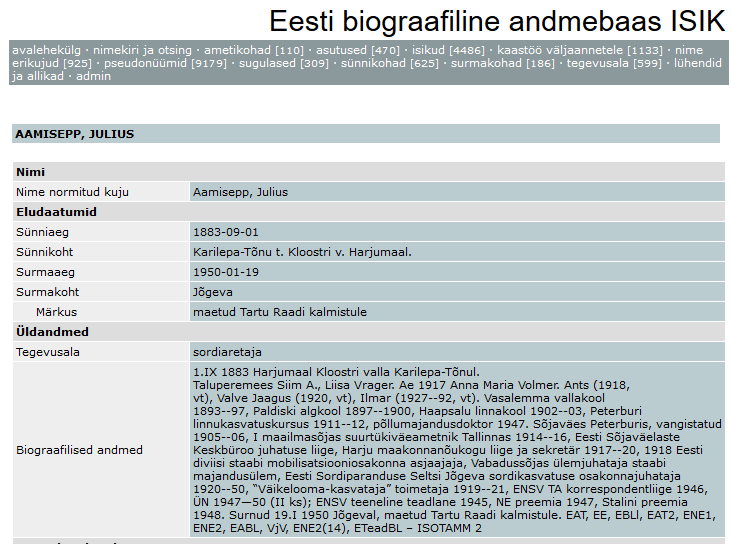 Eesti biograafiline andmebaas ISIK
avalehekülg · nimekiri ja otsing · ametikohad [110] · asutused [470] · isikud [4486] · kaastöö väljaannetele [1133] · nime
erikujud [925] · pseudonüümid [9179] · sugulased [309] · sünnikohad [625] · surmakohad [186] · tegevusala [599] · lühendid
ja allikad · admin
AAMISEPP, JULIUS
Nimi
Nime normitud kuju Aamisepp, Julius
Eludaatumid
Sünniaeg 1883-09-01
Sünnikoht Karilepa-Tõnu t. Kloostri v. Harjumaal.
Surmaaeg 1950-01-19
Surmakoht Jõgeva
Märkus maetud Tartu Raadi kalmistule
Üldandmed
Tegevusala sordiaretaja
Biograafilised andmed
1.IX 1883 Harjumaal Kloostri valla Karilepa-Tõnul.
Taluperemees Siim A., Liisa Vrager. Ae 1917 Anna Maria Volmer. Ants (1918,
vt), Valve Jaagus (1920, vt), Ilmar (1927--92, vt). Vasalemma vallakool
1893--97, Paldiski algkool 1897--1900, Haapsalu linnakool 1902--03, Peterburi
linnukasvatuskursus 1911--12, põllumajandusdoktor 1947. Sõjaväes Peterburis, vangistatud
1905--06, I maailmasõjas suurtükiväeametnik Tallinnas 1914--16, Eesti Sõjaväelaste
Keskbüroo juhatuse liige, Harju maakonnanõukogu liige ja sekretär 1917--20, 1918 Eesti
diviisi staabi mobilisatsiooniosakonna asjaajaja, Vabadussõjas ülemjuhataja staabi
majandusülem, Eesti Sordiparanduse Seltsi Jõgeva sordikasvatuse osakonnajuhataja
1920--50, “Väikelooma-kasvataja” toimetaja 1919--21, ENSV TA korrespondentliige 1946,
ÜN 1947—50 (II ks); ENSV teeneline teadlane 1945, NE preemia 1947, Stalini preemia
1948. Surnud 19.I 1950 Jõgeval, maetud Tartu Raadi kalmistule. EAT, EE, EBLl, EAT2, ENE1,
ENE2, EABL, VjV, ENE2(14), ETeadBL – ISOTAMM 2